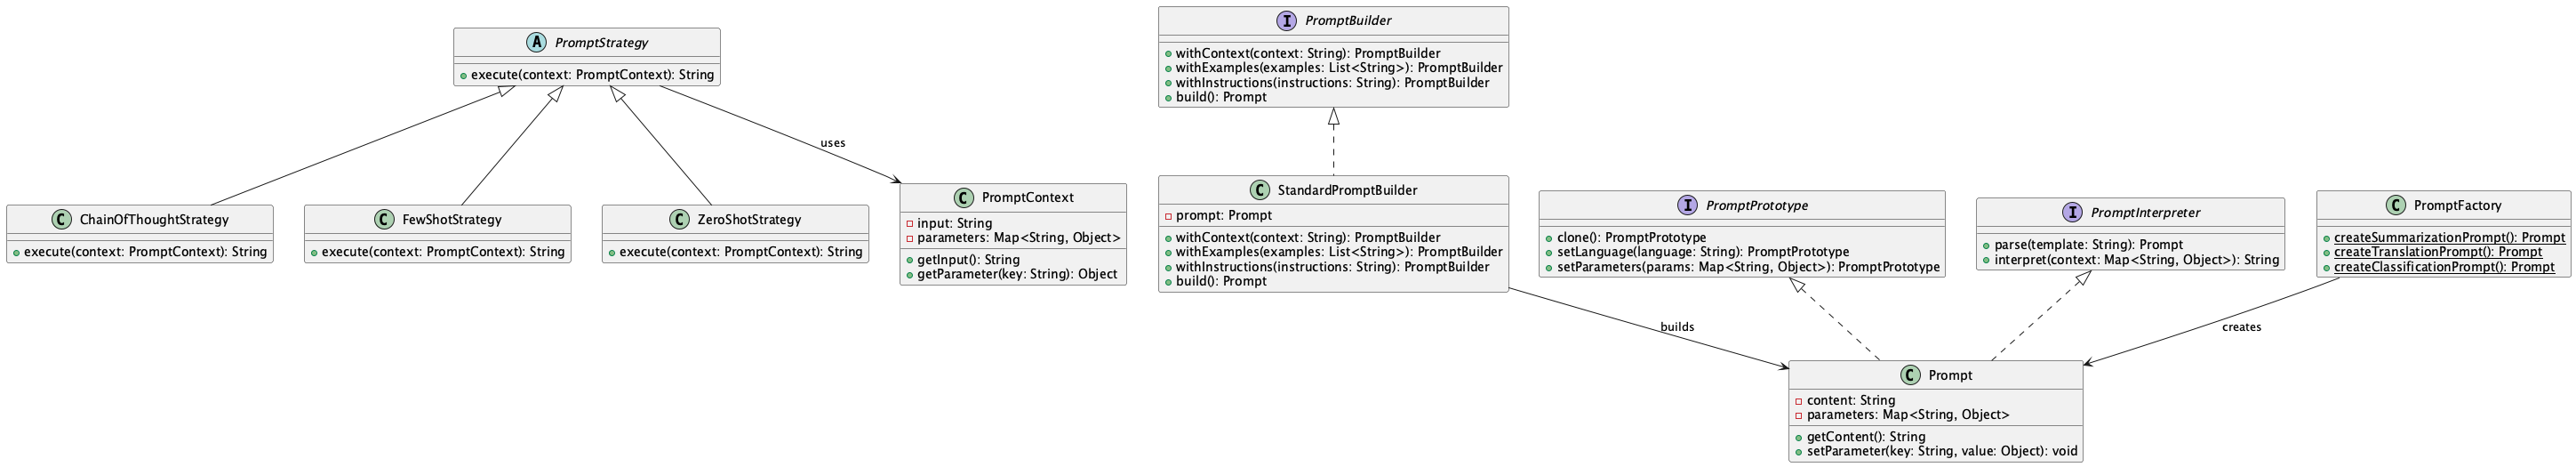 A PromptStrategy
execute(context: PromptContext): String
uses
C ChainOfThoughtStrategy
execute(context: PromptContext): String
C FewShotStrategy
execute(context: PromptContext): String
C ZeroShotStrategy
execute(context: PromptContext): String
C PromptContext
input: String
parameters: Map<String, Object>
getInput(): String
getParameter(key: String): Object
I PromptBuilder
withContext(context: String): PromptBuilder
withExamples(examples: List<String>): PromptBuilder
withInstructions(instructions: String): PromptBuilder
build(): Prompt
C StandardPromptBuilder
prompt: Prompt
withContext(context: String): PromptBuilder
withExamples(examples: List<String>): PromptBuilder
withInstructions(instructions: String): PromptBuilder
build(): Prompt
I PromptPrototype
clone(): PromptPrototype
setLanguage(language: String): PromptPrototype
setParameters(params: Map<String, Object>): PromptPrototype
I PromptInterpreter
parse(template: String): Prompt
interpret(context: Map<String, Object>): String
C PromptFactory
createSummarizationPrompt(): Prompt
createTranslationPrompt(): Prompt
createClassificationPrompt(): Prompt
builds
creates
C Prompt
content: String
parameters: Map<String, Object>
getContent(): String
setParameter(key: String, value: Object): void